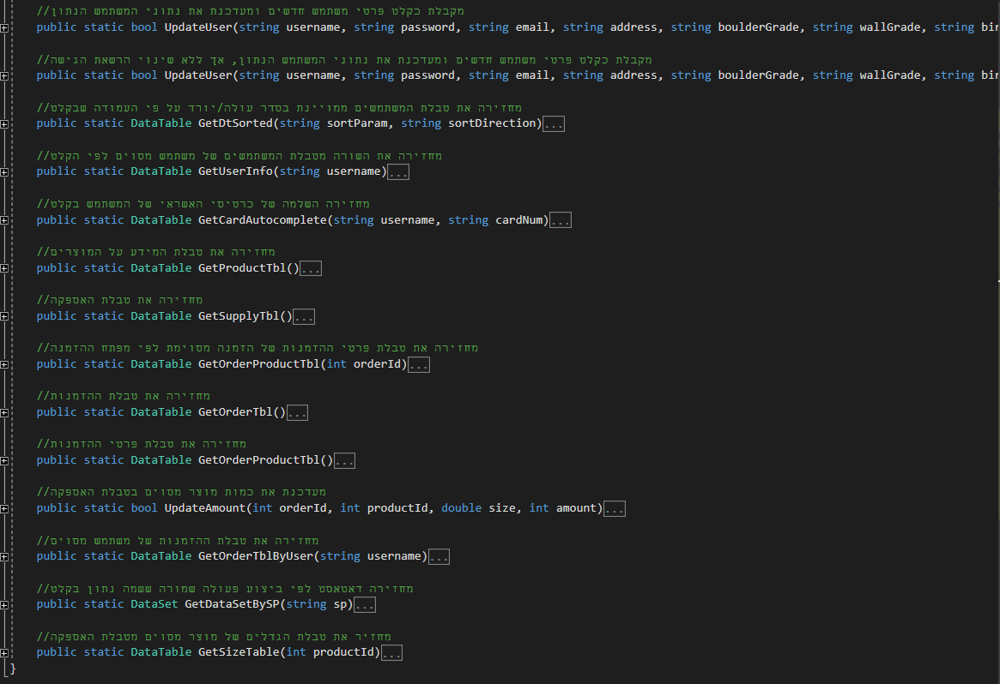 //מקבלת כקלט פרטי משתמש חדשים ומעדכנת את נתוני המשתמש הנתון
public static bool UpdateUser(string username, string password, string email, string address, string boulderGrade, string wallGrade, string bir
//מקבלת כקלט פרטי משתמש חדשים ומעדכנת את נתוני המשתמש הנתון, אך ללא שינוי הרשאת הגישה
public static bool UpdateUser(string username, string password, string email, string address, string boulderGrade, string wallGrade, string bir
//מחזירה את טבלת המשתמשים ממויינת בסדר עולה/יורד על פי העמודה שבקלט
public static DataTable GetDtSorted(string sortParam, string sortDirection)...
//מחזירה את השורה מטבלת המשתמשים של משתמש מסוים לפי הקלט
public static DataTable GetUserInfo(string username)...
//מחזירה השלמה של כרטיסי האשראי של המשתמש בקלט
public static DataTable GetCardAutocomplete(string username, string cardNum)...
//מחזירה את טבלת המידע על המוצרים
public static DataTable GetProductTbl()...
//מחזירה את טבלת האספקה
public static DataTable GetSupplyTbl()...
//מחזירה את טבלת פרטי ההזמנות של הזמנה מסוימת לפי מפתח ההזמנה
public static DataTable GetOrderProductTbl(int orderId)...
//מחזירה את טבלת ההזמנות
public static DataTable GetOrderTbl()...
//מחזירה את טבלת פרטי ההזמנות
public static DataTable GetOrderProductTbl()...
//מעדכנת את כמות מוצר מסוים בטבלת האספקה
public static bool UpdateAmount(int orderId, int productId, double size, int amount)...
//מחזירה את טבלת ההזמנות של משתמש מסוים
public static DataTable GetOrderTblByUser(string username)...
//מחזירה דאטאסט לפי ביצוע פעולה שמורה ששמה נתון בקלט
public static DataSet GetDataSetBySP(string sp)...
//מחזיר את טבלת הגדלים של מוצר מסוים מטבלת האספקה
public static DataTable GetSizeTable(int productId)...
}